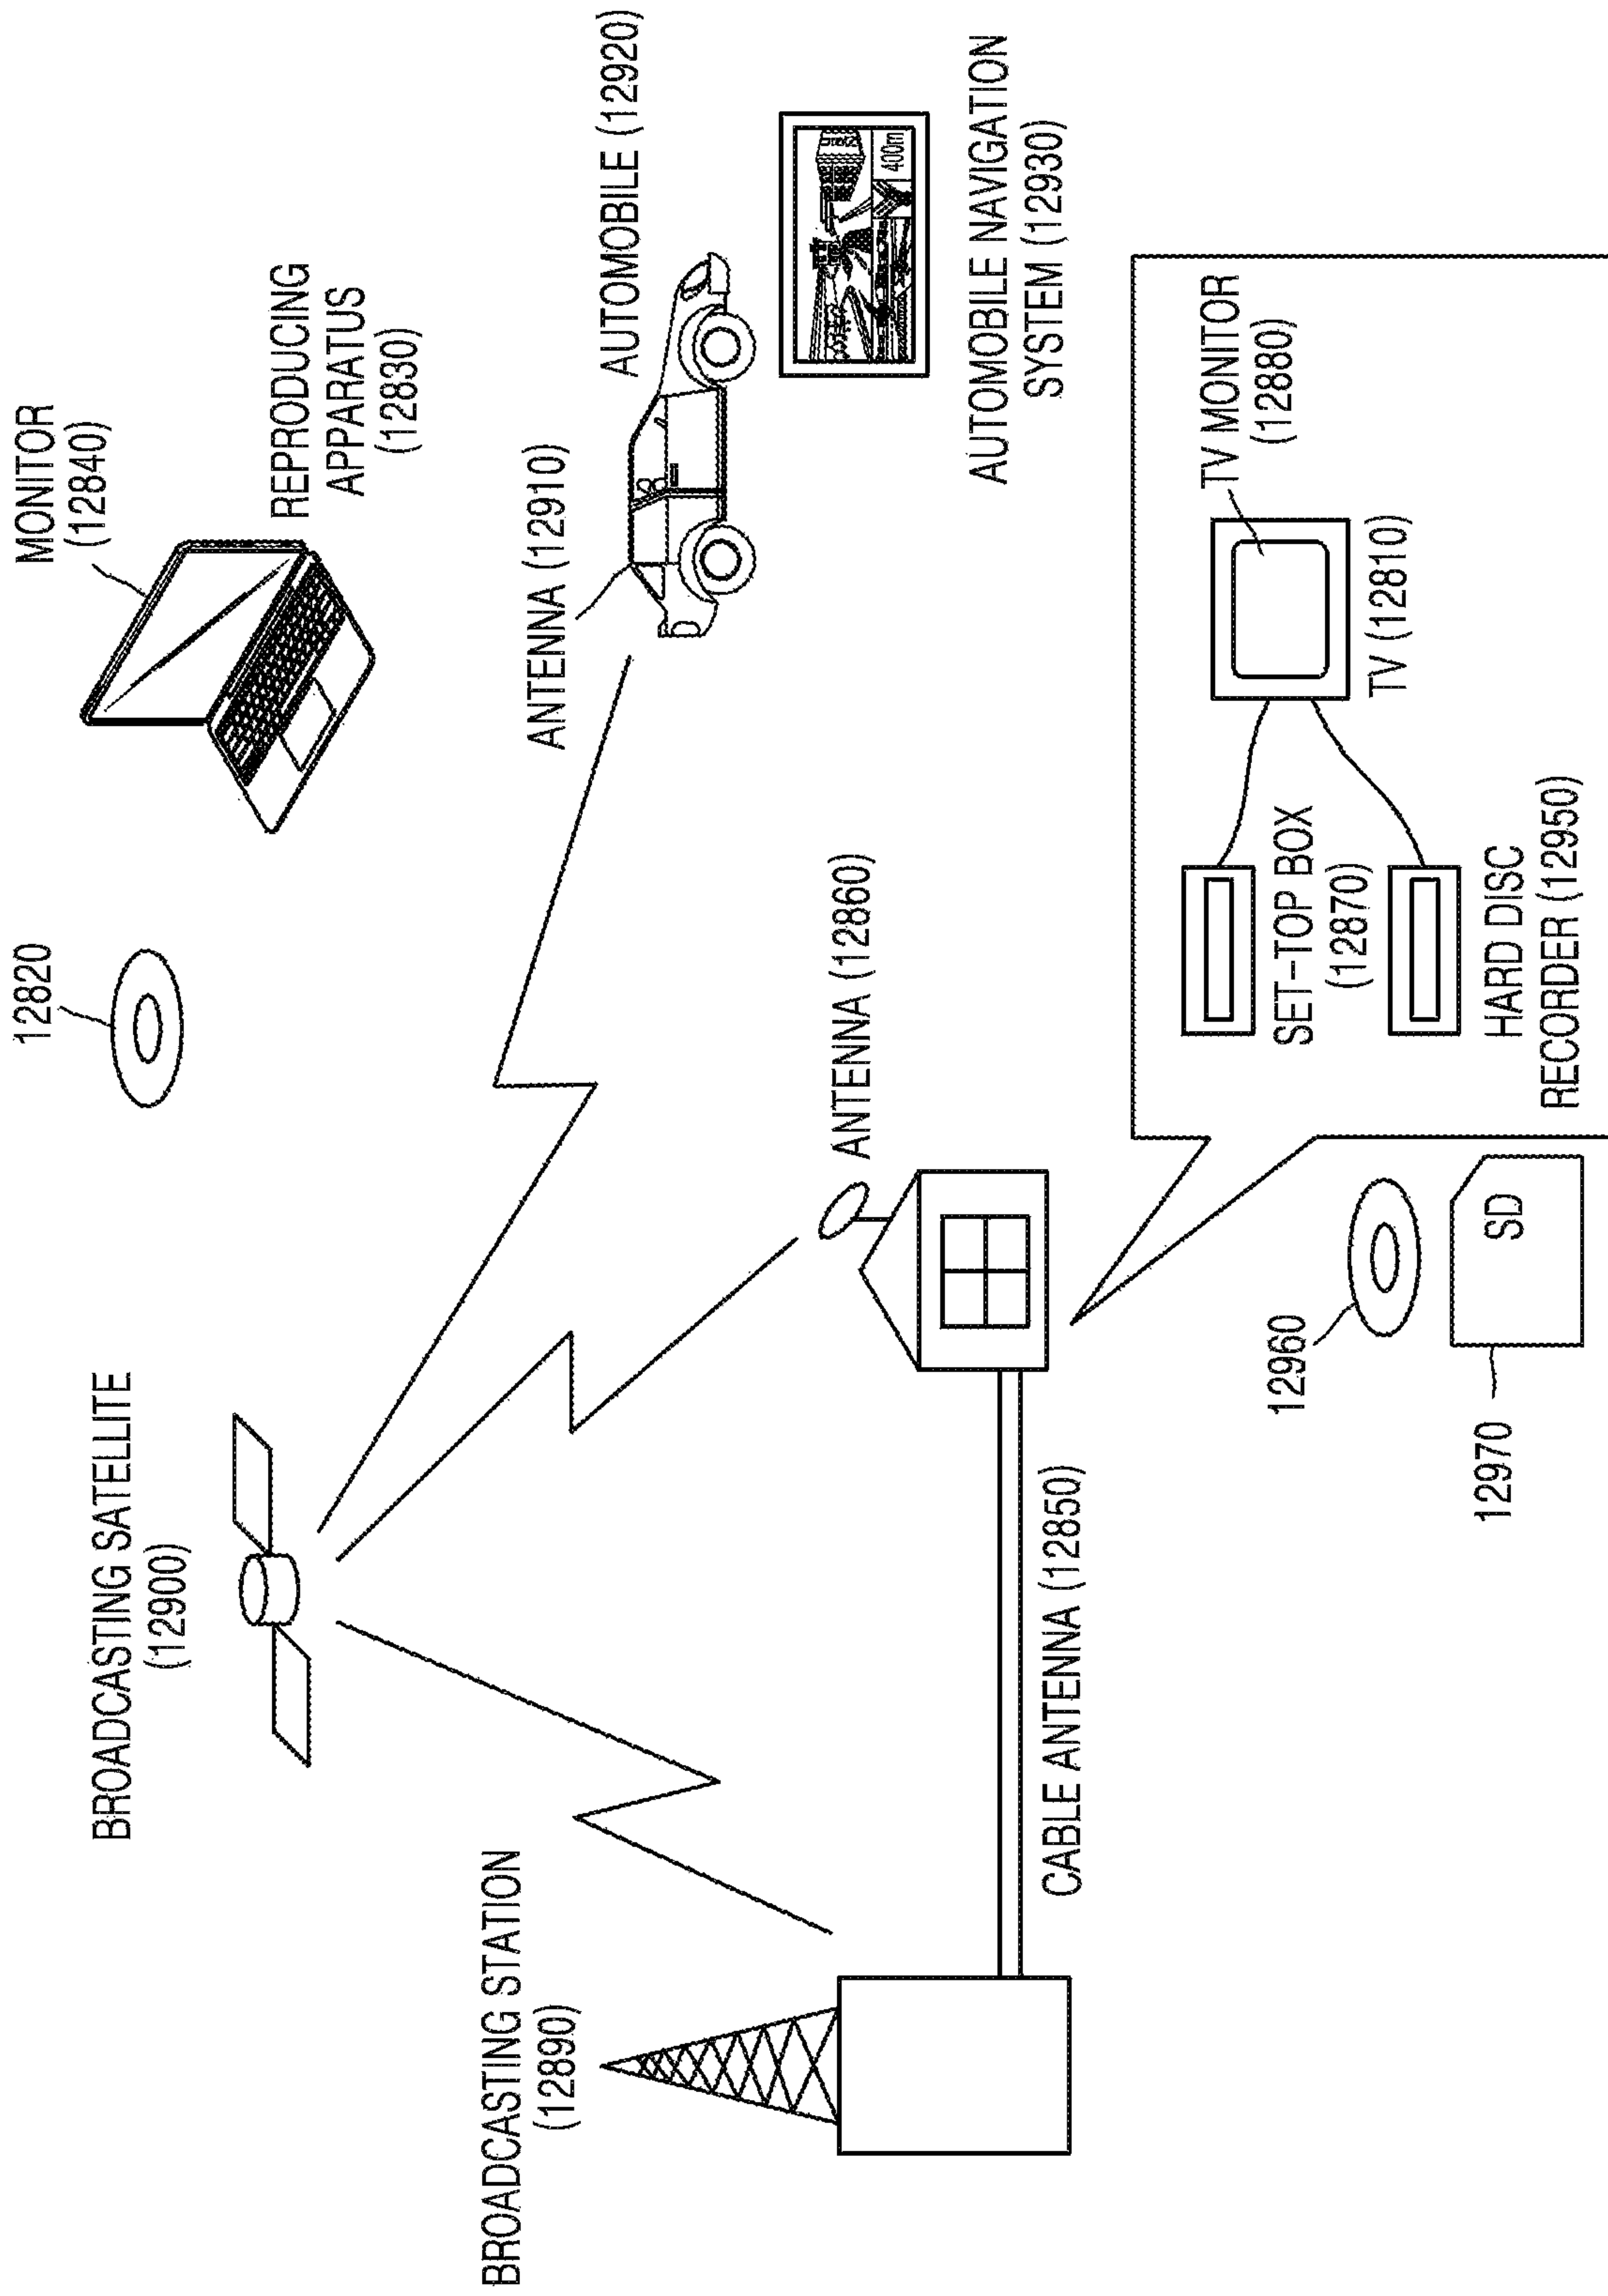 12820
MONITOR
(12840)
REPRODUCING
APPARATUS
(12830)
BROADCASTING SATELLITE
(12900)
ANTENNA (12910)
AUTOMOBILE (12920)
400m
AUTOMOBILE NAVIGATION
SYSTEM (12930)
BROADCASTING STATION
(12890)
ANTENNA (12860)
CABLE ANTENNA (12850)
TV MONITOR
(12880)
SET-TOP BOX
(12870)
TV (12810)
HARD DISC
RECORDER (12950)
12960
SD
12970